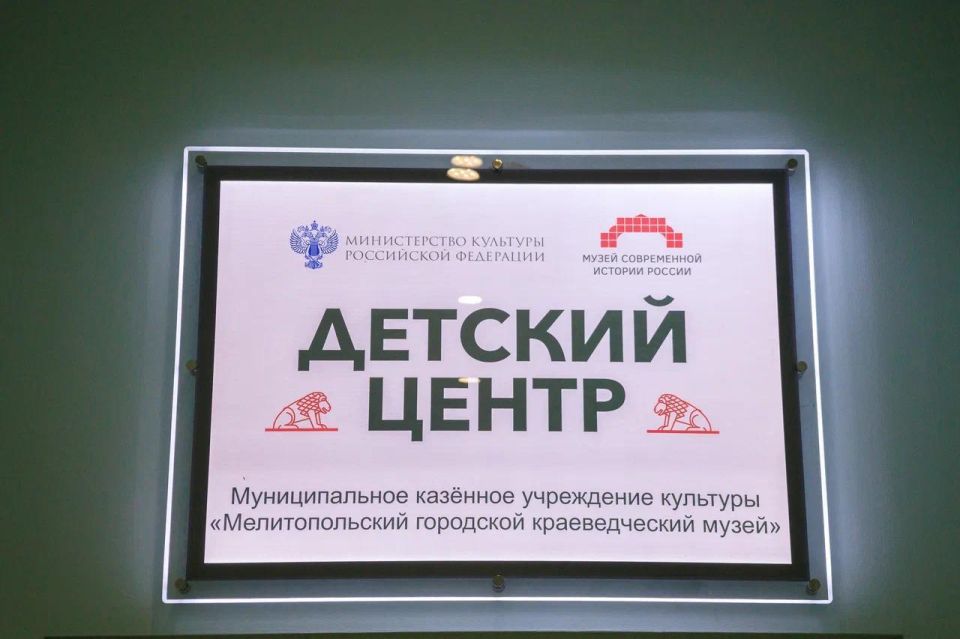 МИНИСТЕРСТВО КУЛЬТУРЫ
РОССИЙСКОЙ ФЕДЕРАЦИИ
МУЗЕЙ СОВРЕМЕННОЙ
ИСТОРИИ РОССИИ
ДЕТСКИЙ
ЦЕНТР
Муниципальное казённое учреждение культуры
«Мелитопольский городской краеведческий музей»